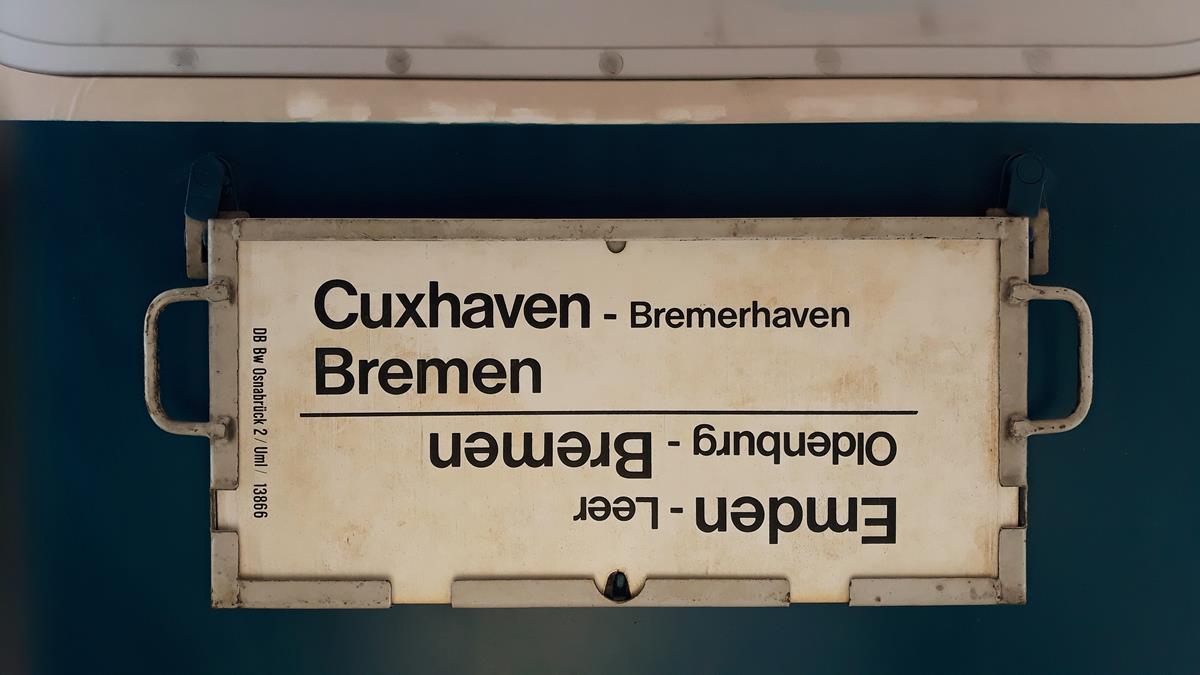 Cuxhaven - Bremerhaven
Bremen
Emden - Leer
Oldenburg - Bremen
DB Bw Osnabrück 2 / Uml / 13866